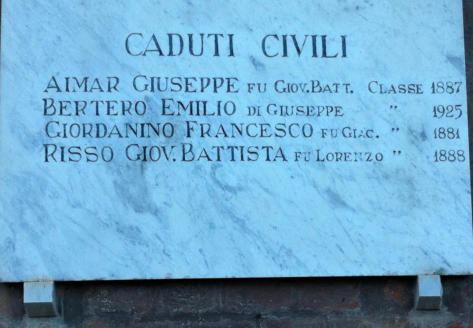 CADUTI CIVILI
AIMAR GIUSEPPE FU GIOV. BATT. CLASSE 1887
BERTERO EMILIO DI GIUSEPPE " 1925
GIORDANINO FRANCESCO FU GIAC. " 1881
RISSO GIOV. BATTISTA FU LORENZO " 1888